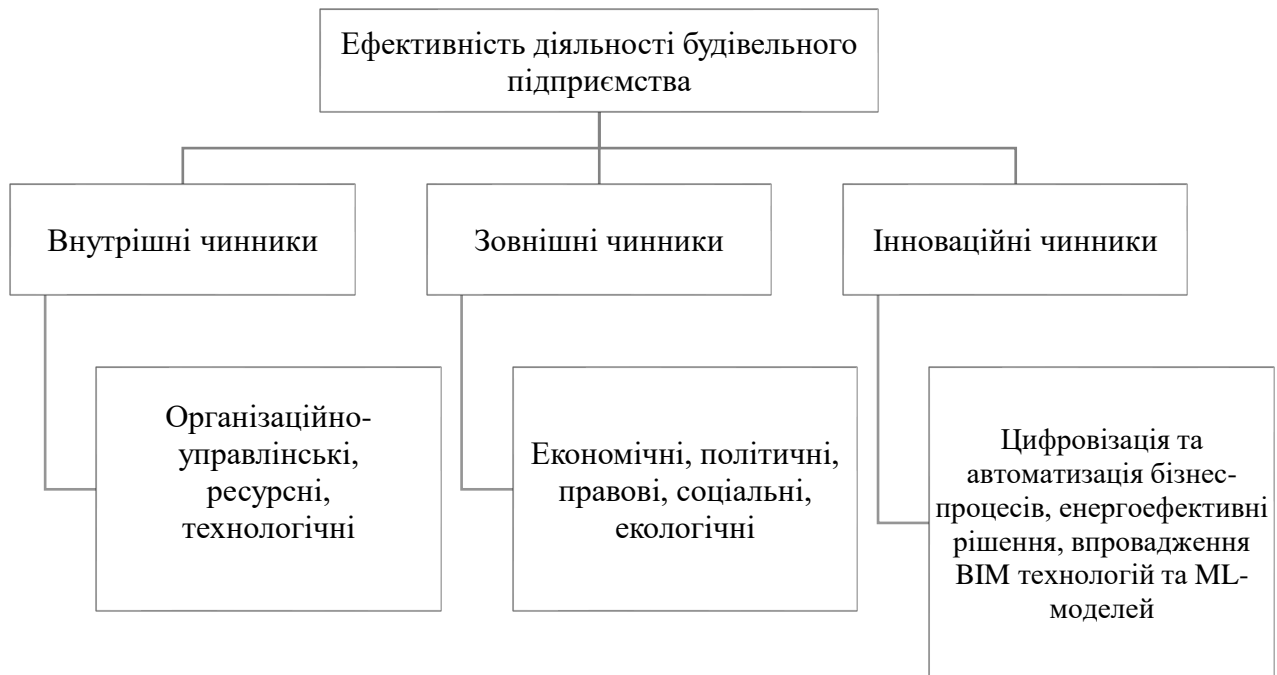 Ефективність діяльності будівельного
підприємства
Внутрішні чинники
Зовнішні чинники
Інноваційні чинники
Організаційно-
управлінські,
ресурсні,
технологічні
Економічні, політичні,
правові, соціальні,
екологічні
Цифровізація та
автоматизація бізнес-
процесів, енергоефективні
рішення, впровадження
BIM технологій та ML-
моделей